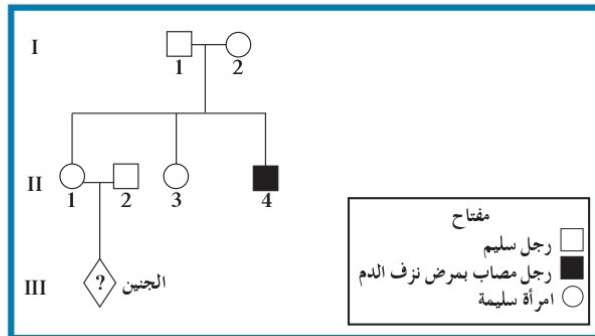 I
1 2
II
1 2 3 4
III
?
الجنين
مفتاح
رجل سليم
رجل مصاب بمرض نزف الدم
امرأة سليمة